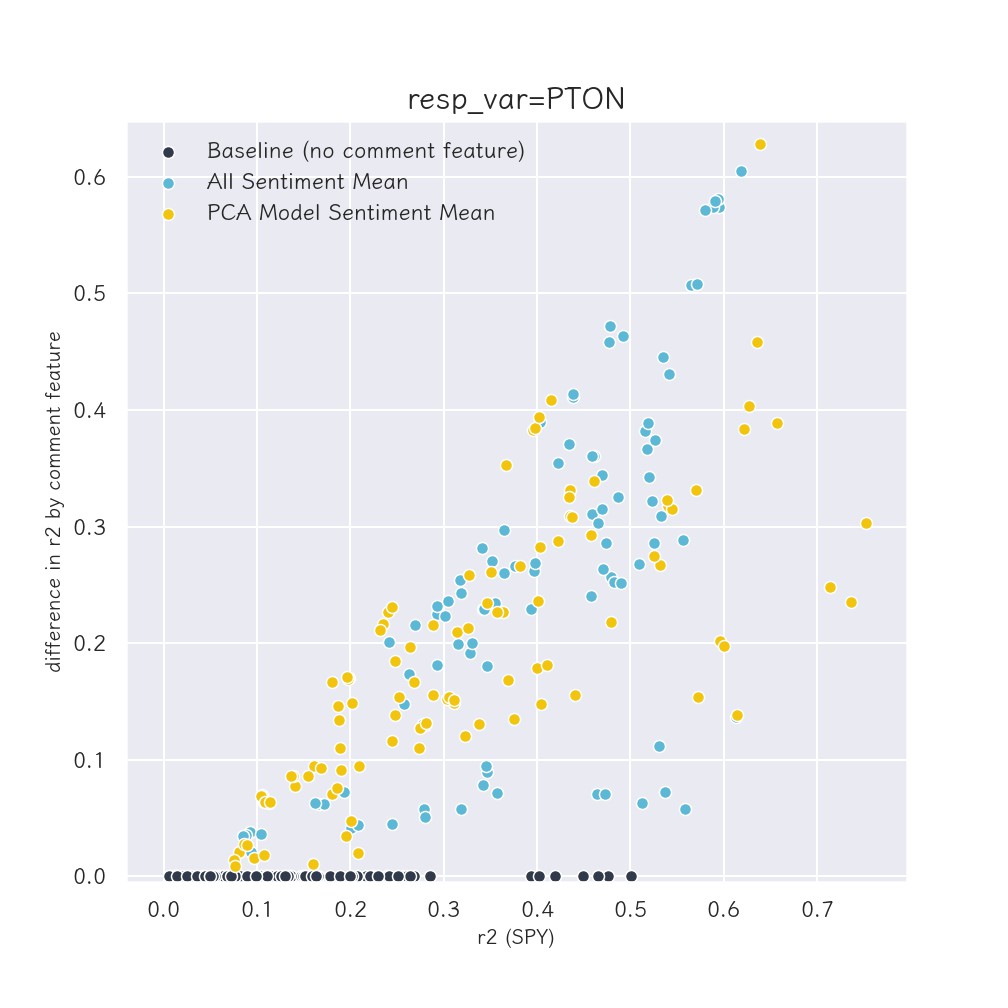 resp_var=PTON
Baseline (no comment feature)
All Sentiment Mean
PCA Model Sentiment Mean
difference in r2 by comment feature
0.6
0.5
0.4
0.3
0.2
0.1
0.0
0.0 0.1 0.2 0.3 0.4 0.5 0.6 0.7
r2 (SPY)